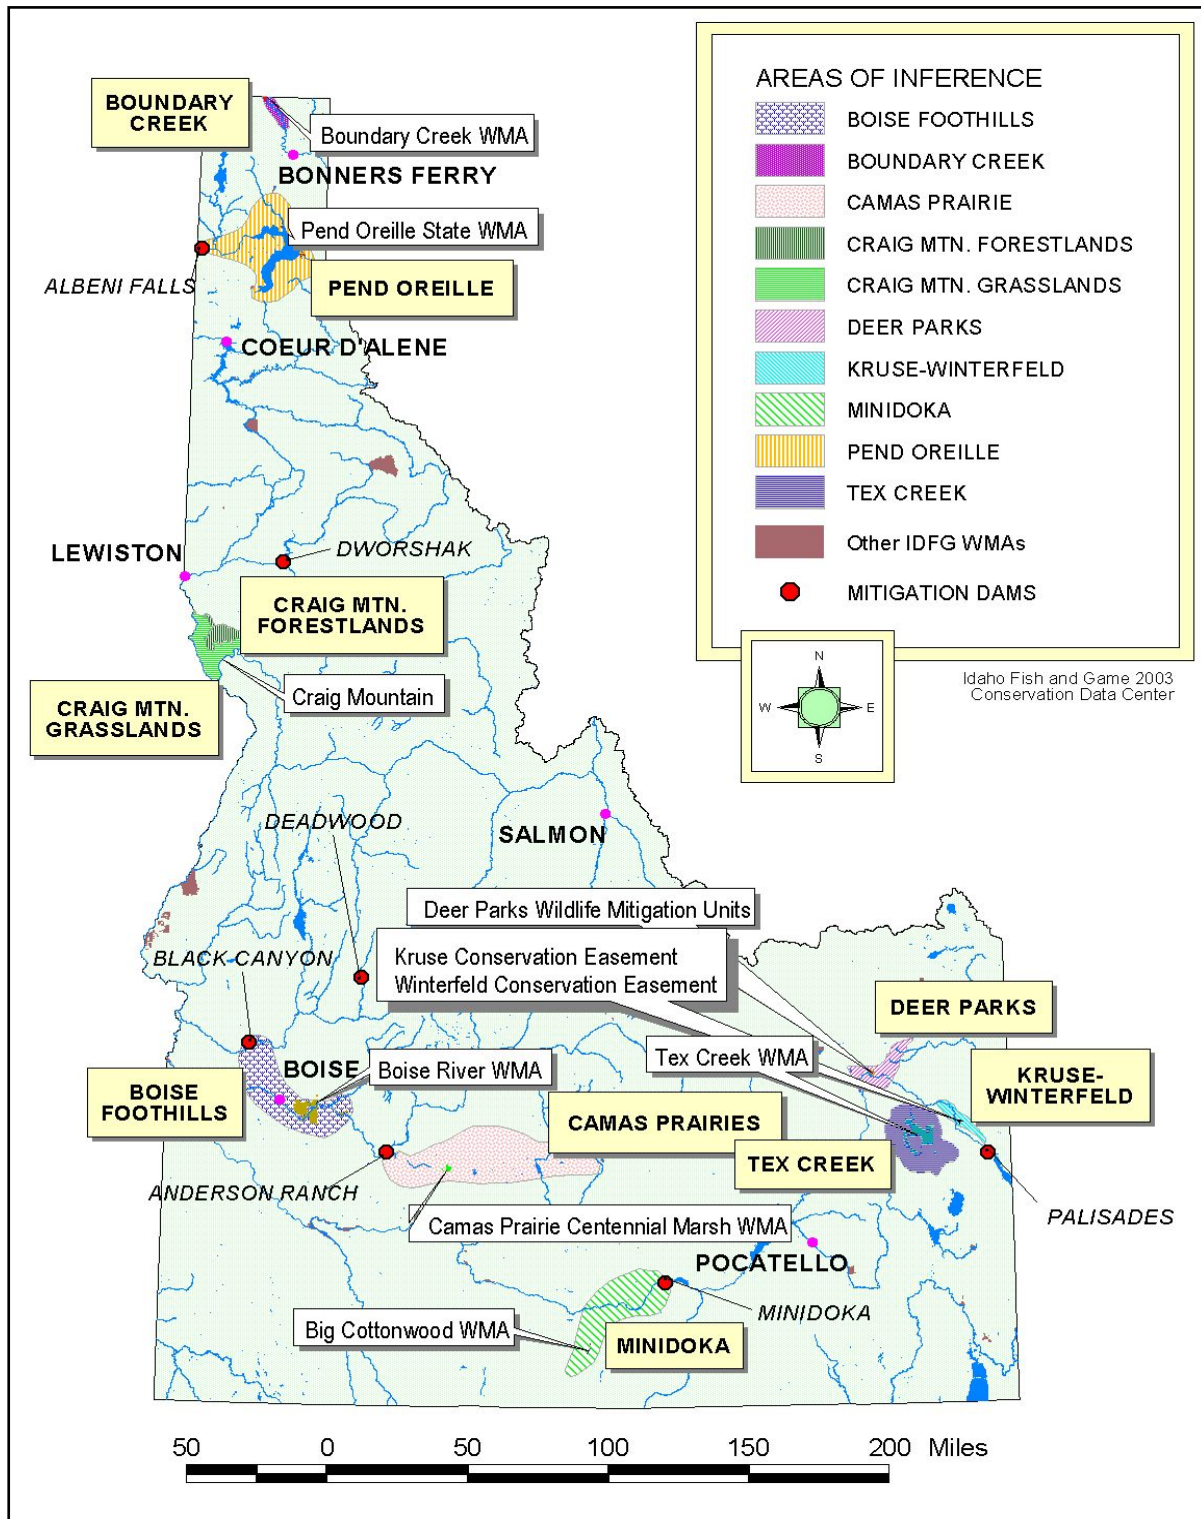 AREAS OF INFERENCE
BOISE FOOTHILLS
BOUNDARY CREEK
CAMAS PRAIRIE
CRAIG MTN. FORESTLANDS
CRAIG MTN. GRASSLANDS
DEER PARKS
KRUSE-WINTERFELD
MINIDOKA
PEND OREILLE
TEX CREEK
Other IDFG WMAs
MITIGATION DAMS
N
W
E
S
Idaho Fish and Game 2003
Conservation Data Center
BOUNDARY
CREEK
Boundary Creek WMA
BONNERS FERRY
Pend Oreille State WMA
ALBENI FALLS
PEND OREILLE
COEUR D'ALENE
LEWISTON
DWORSHAK
CRAIG MTN.
FORESTLANDS
Craig Mountain
CRAIG MTN.
GRASSLANDS
DEADWOOD
SALMON
Deer Parks Wildlife Mitigation Units
Kruse Conservation Easement
Winterfeld Conservation Easement
BLACK CANYON
DEER PARKS
BOISE
Boise River WMA
Tex Creek WMA
KRUSE-
WINTERFELD
BOISE
FOOTHILLS
CAMAS PRAIRIES
TEX CREEK
ANDERSON RANCH
Camas Prairie Centennial Marsh WMA
PALISADES
POCATELLO
MINIDOKA
Big Cottonwood WMA
MINIDOKA
50
0
50
100
150
200
Miles